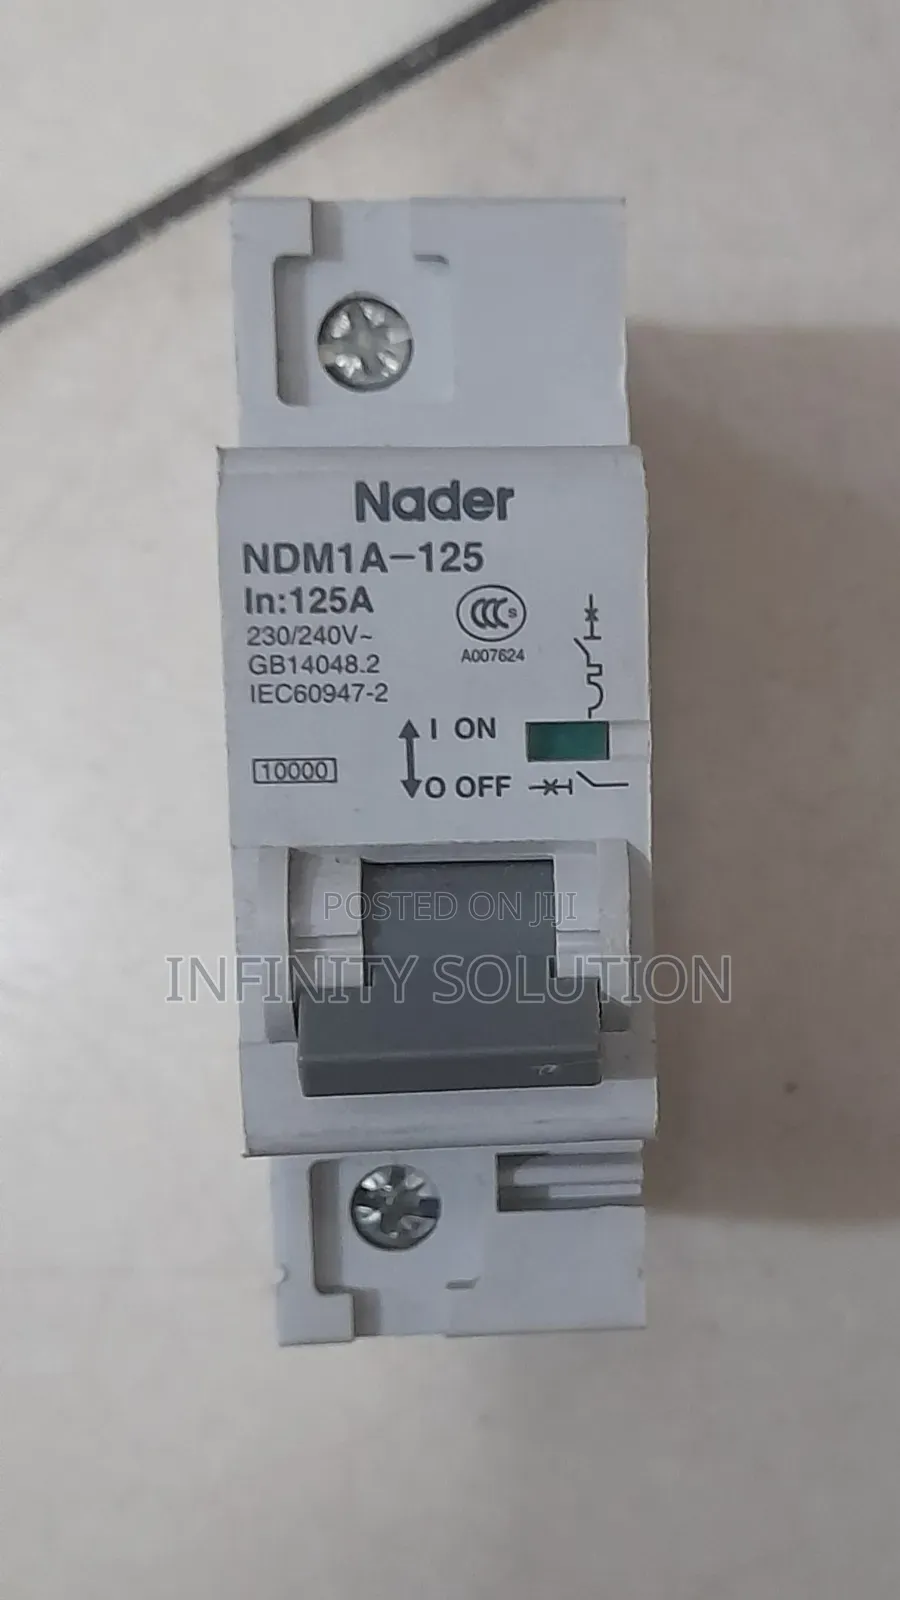 Nader
NDM1A-125
In:125A
230/240V~
GB14048.2
IEC60947-2
CCC S
A007624
I ON
10000
O OFF
POSTED ON JIJI
INFINITY SOLUTION